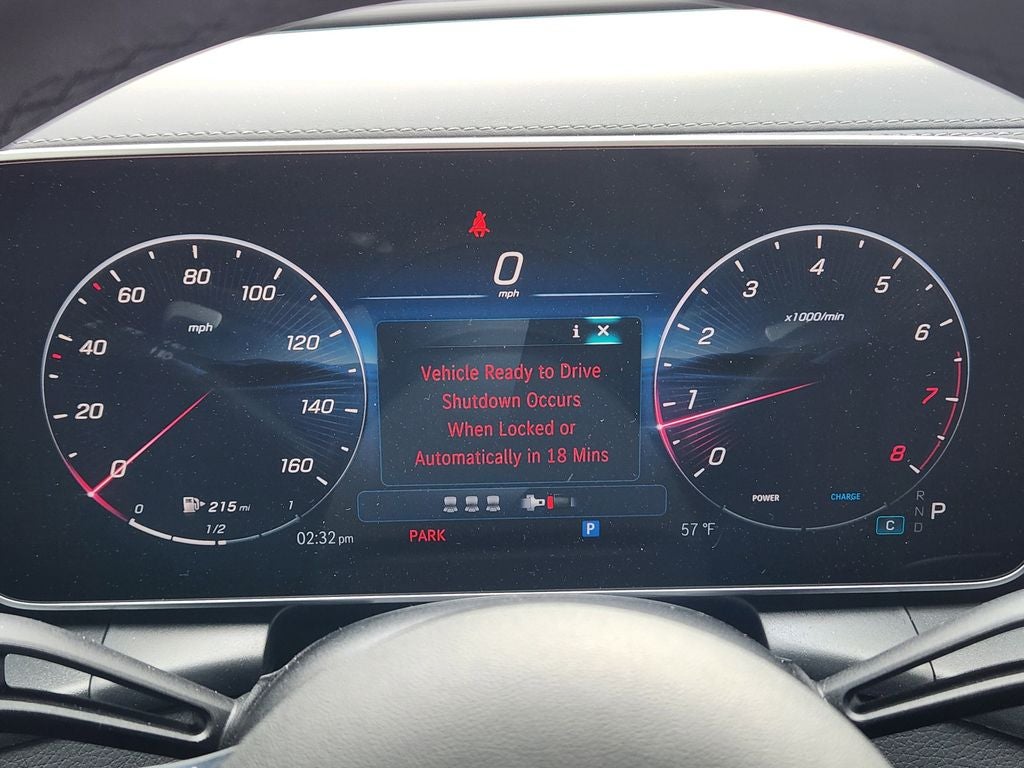 0
mph
i ×
Vehicle Ready to Drive
Shutdown Occurs
When Locked or
Automatically in 18 Mins
0 20 40 60 80 100 120 140 160
mph
215 mi
0 1/2 1
02:32 pm
PARK
P
57 °F
0 1 2 3 4 5 6 7 8
x1000/min
POWER CHARGE
C
R
N
D
P